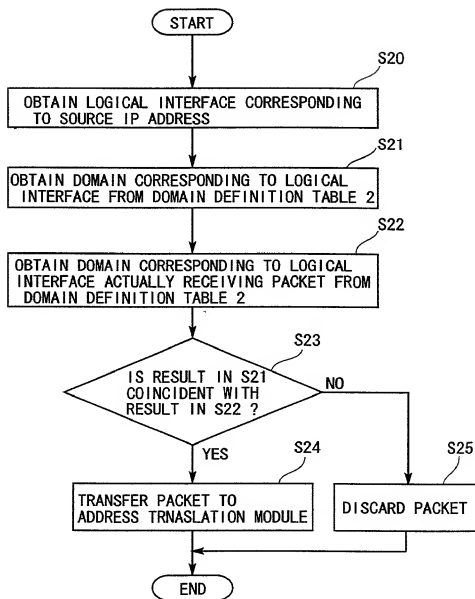 START
S20
OBTAIN LOGICAL INTERFACE CORRESPONDING
TO SOURCE IP ADDRESS
S21
OBTAIN DOMAIN CORRESPONDING TO LOGICAL
INTERFACE FROM DOMAIN DEFINITION TABLE 2
S22
OBTAIN DOMAIN CORRESPONDING TO LOGICAL
INTERFACE ACTUALLY RECEIVING PACKET FROM
DOMAIN DEFINITION TABLE 2
S23
IS RESULT IN S21
COINCIDENT WITH
RESULT IN S22 ?
NO
YES
S24
TRANSFER PACKET TO
ADDRESS TRNASLATION MODULE
S25
DISCARD PACKET
END